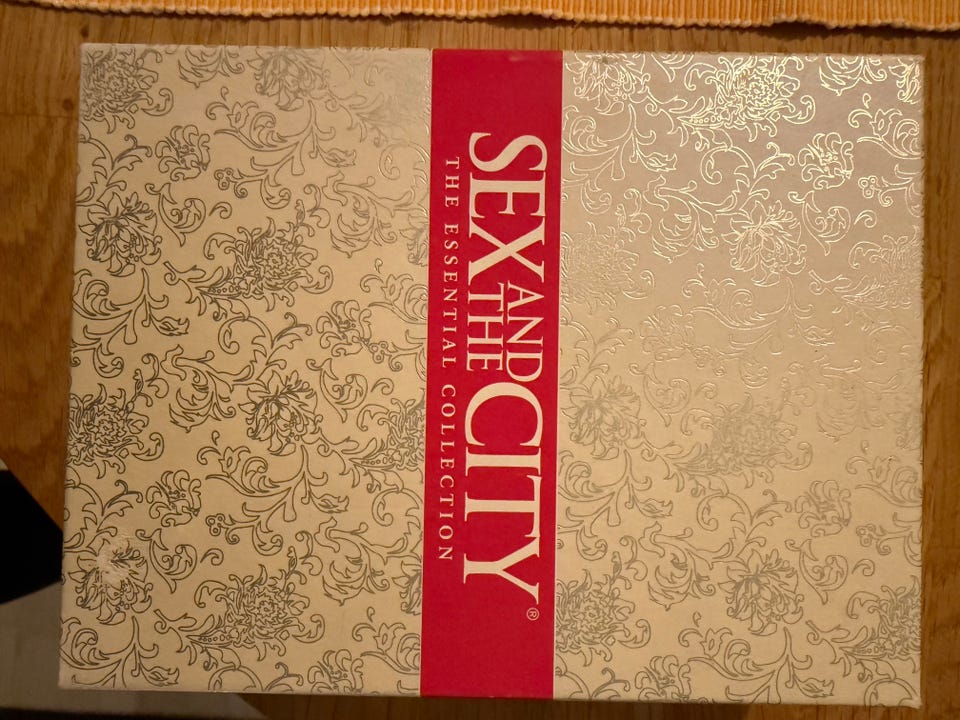 SEX AND THE CITY®
THE ESSENTIAL COLLECTION